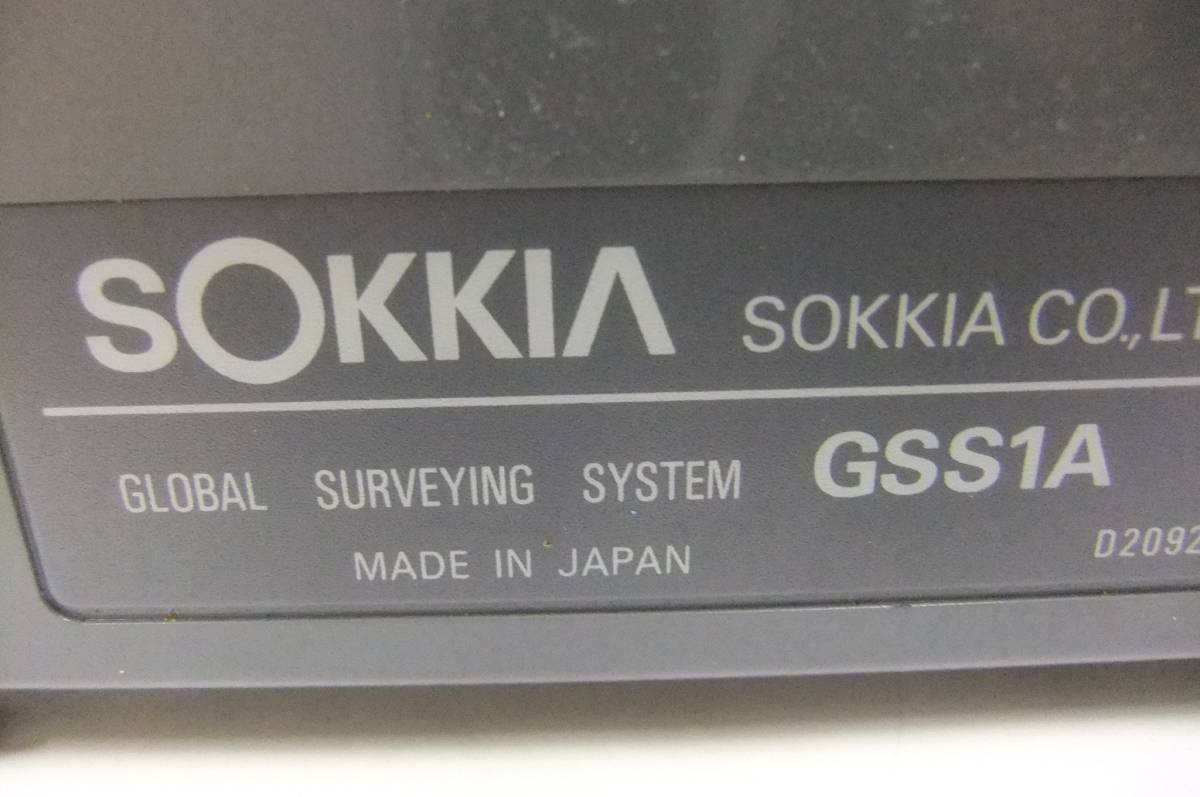 SOKKIA SOKKIA CO.,LT
GLOBAL SURVEYING SYSTEM GSS1A
MADE IN JAPAN
D2092